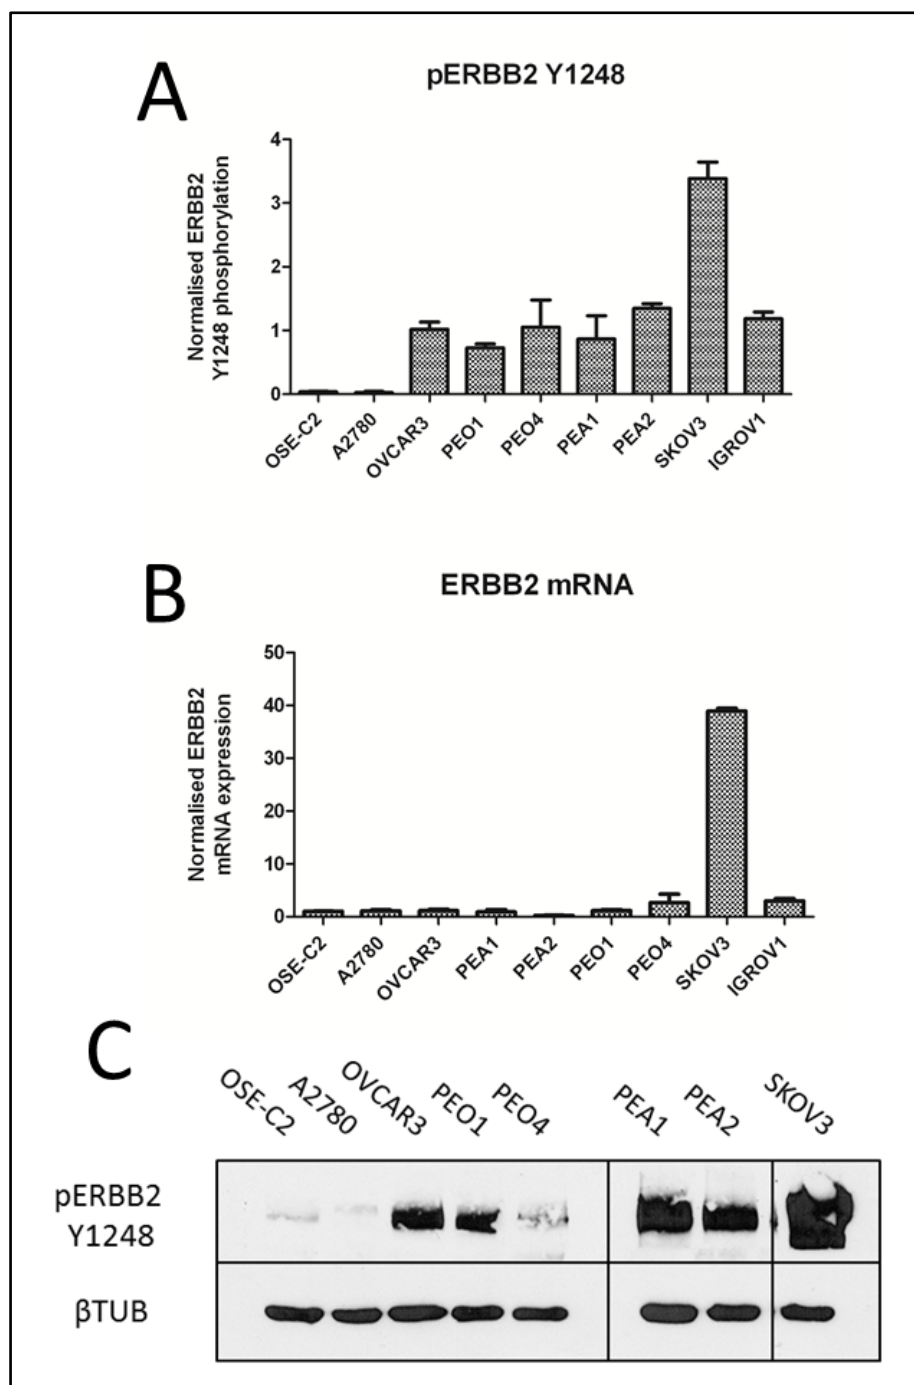 A
pERBB2 Y1248
Normalised ERBB2
Y1248 phosphorylation
4
3
2
1
0
OSE-C2
A2780
OVCAR3
PEO1
PEO4
PEA1
PEA2
SKOV3
IGROV1
B
ERBB2 mRNA
Normalised ERBB2
mRNA expression
50
40
30
20
10
0
OSE-C2
A2780
OVCAR3
PEA1
PEA2
PEO1
PEO4
SKOV3
IGROV1
C
OSE-C2
A2780
OVCAR3
PEO1
PEO4
PEA1
PEA2
SKOV3
pERBB2
Y1248
βTUB